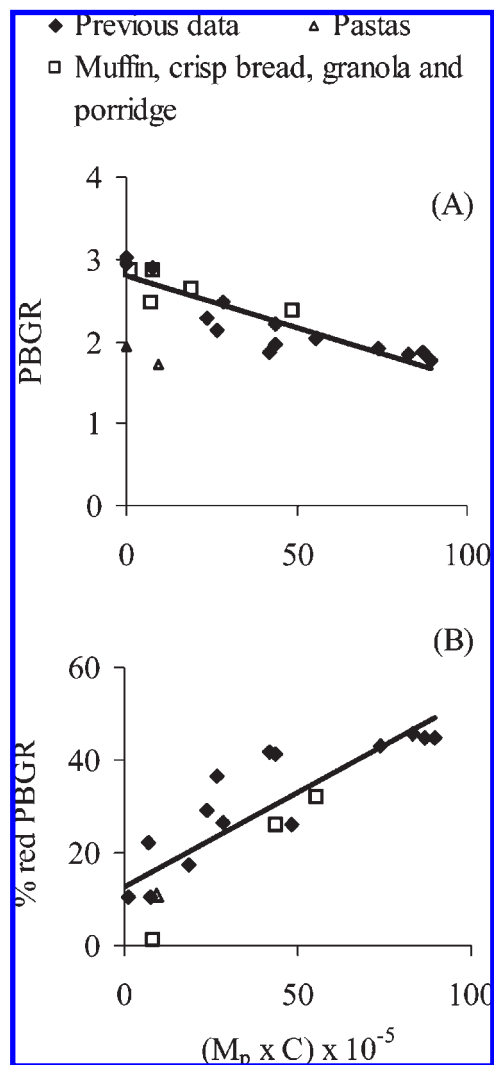 ◆ Previous data △ Pastas
□ Muffin, crisp bread, granola and
porridge
(A)
4
3
2
1
0
PBGR
0 50 100
(B)
60
40
20
0
% red PBGR
0 50 100
(Mp x C) x 10⁻⁵